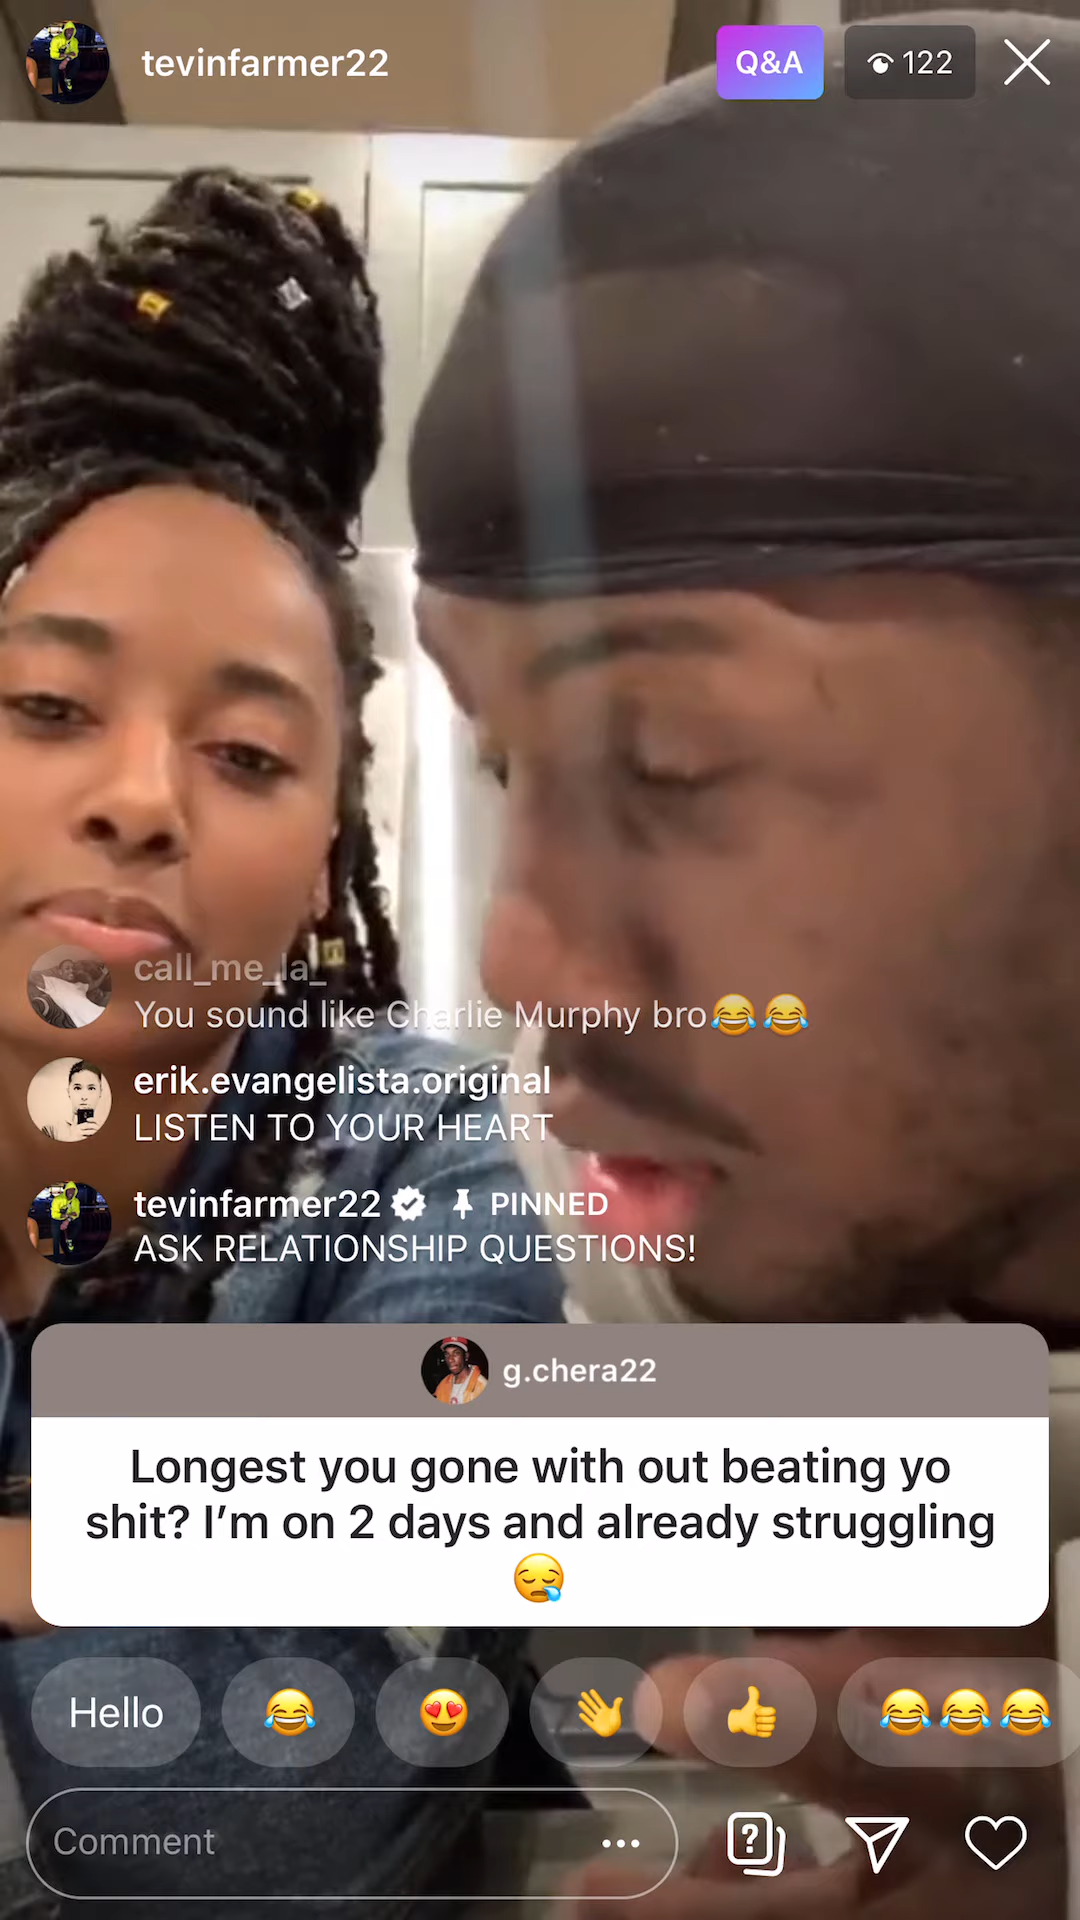 tevinfarmer22
Q&A
122
call_me_la_
You sound like Charlie Murphy bro😂😂
erik.evangelista.original
LISTEN TO YOUR HEART
tevinfarmer22 PINNED
ASK RELATIONSHIP QUESTIONS!
g.chera22
Longest you gone with out beating yo
shit? I’m on 2 days and already struggling
😪
Hello 😂 😍 👋 👍 😂😂😂
Comment